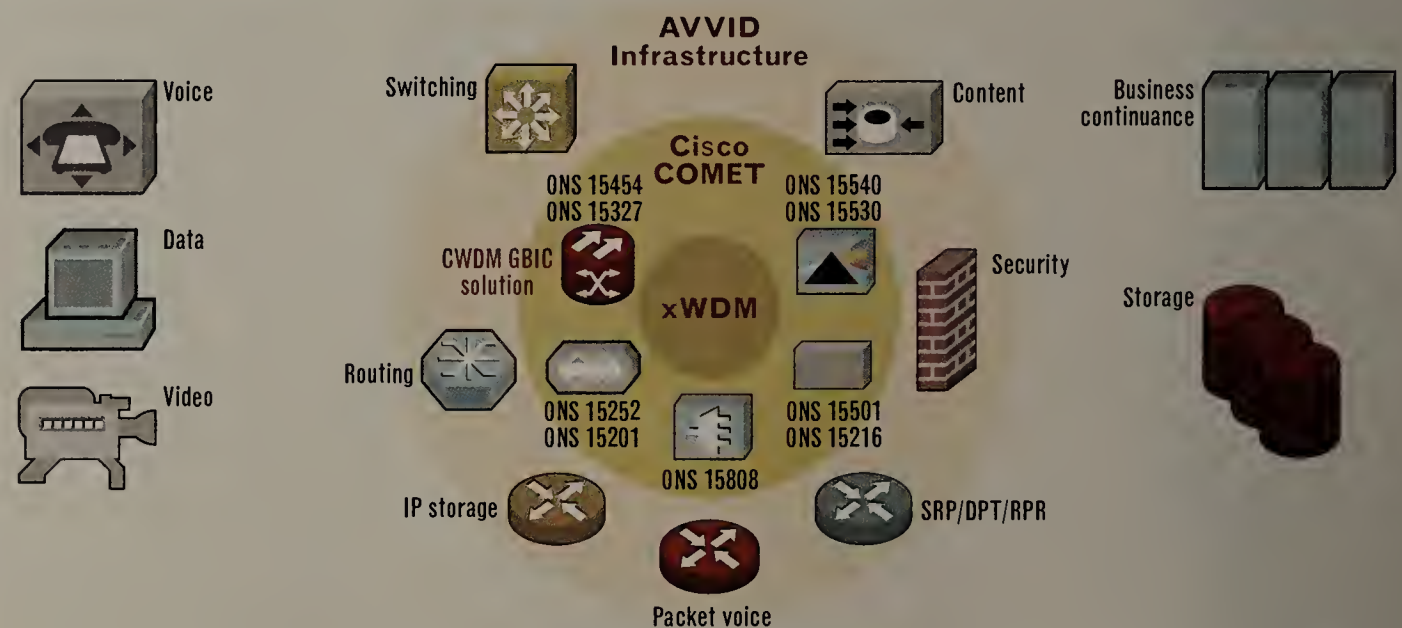 AVVID
Infrastructure
Voice
Switching
Content
Business
continuance
Cisco
COMET
ONS 15454
ONS 15327
ONS 15540
ONS 15530
Data
CWDM GBIC
solution
Security
xWDM
Storage
Routing
Video
ONS 15252
ONS 15201
ONS 15501
ONS 15216
ONS 15808
IP storage
SRP/DPT/RPR
Packet voice